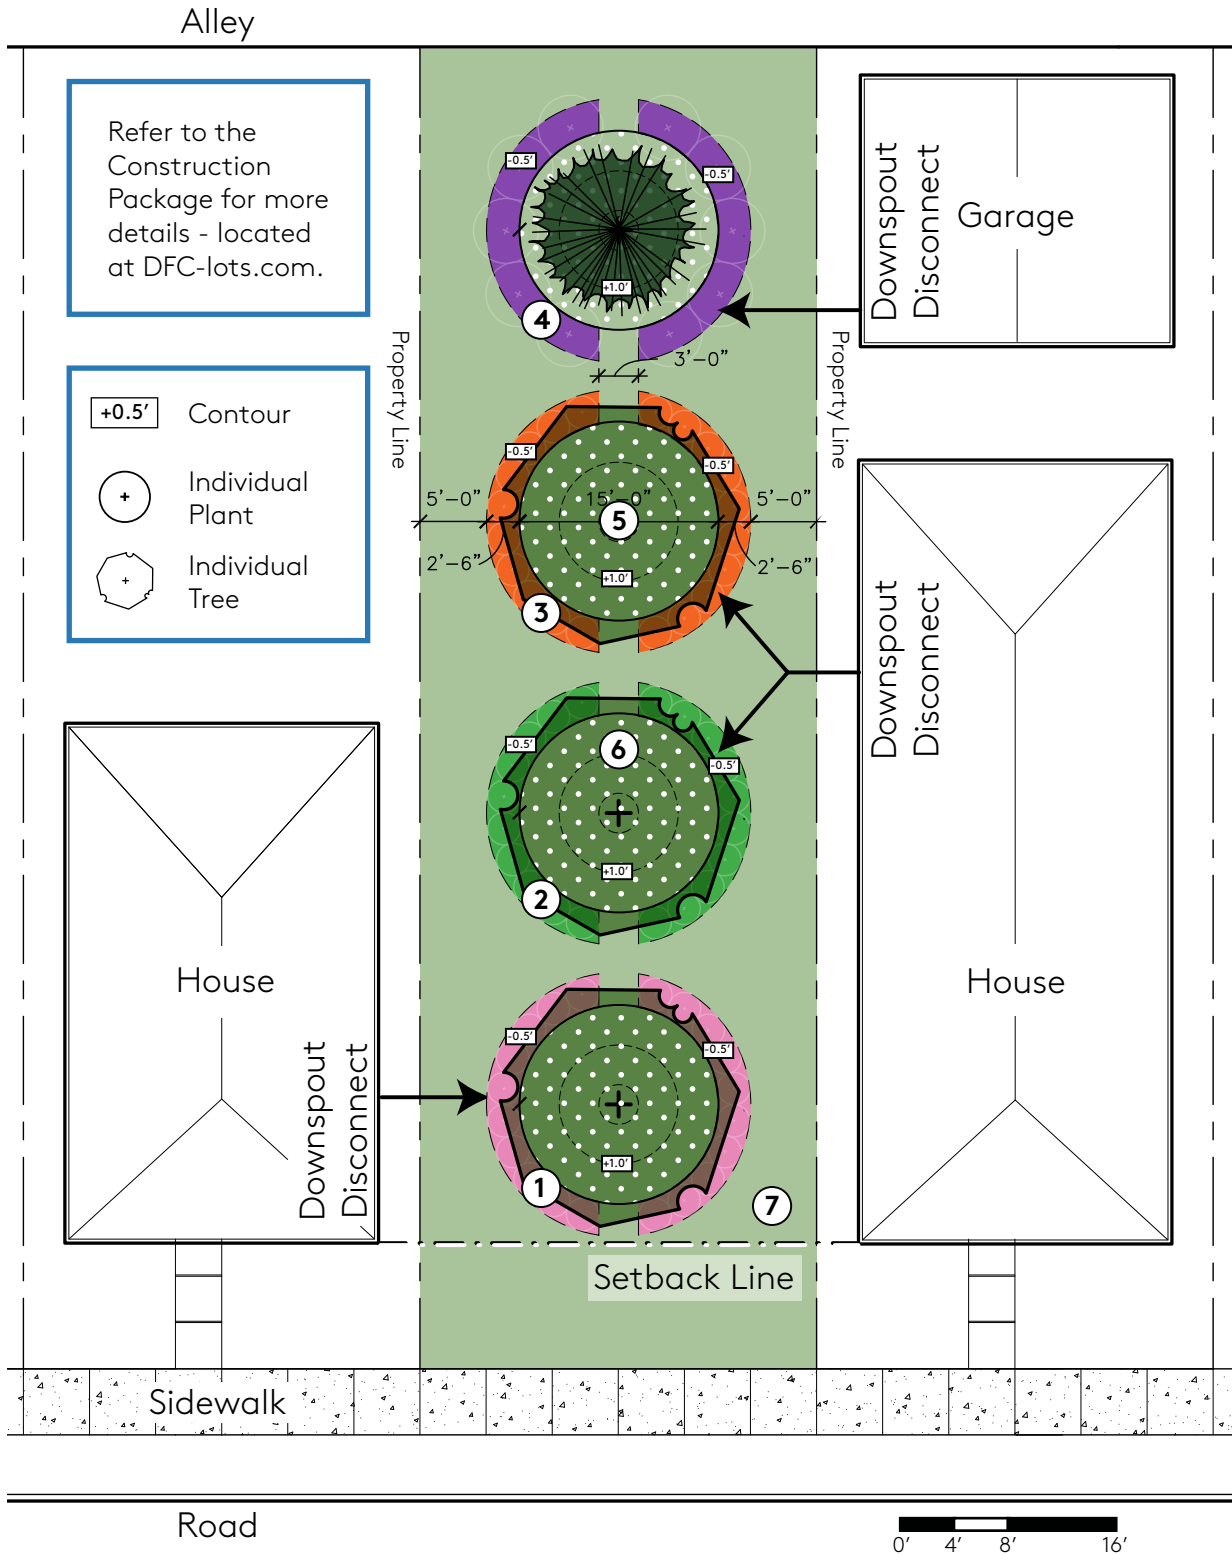 Alley
Refer to the
Construction
Package for more
details - located
at DFC-lots.com.
+0.5' Contour
Individual
Plant
Individual
Tree
Property Line
Property Line
Downspout
Disconnect
Garage
-0.5'
-0.5'
+1.0'
4
3'-0"
-0.5'
-0.5'
5'-0"
15'-0"
5'-0"
5
2'-6"
2'-6"
+1.0'
3
Downspout
Disconnect
-0.5'
6
-0.5'
+1.0'
2
House
House
-0.5'
-0.5'
Downspout
Disconnect
+1.0'
1
7
Setback Line
Sidewalk
Road
0' 4' 8' 16'